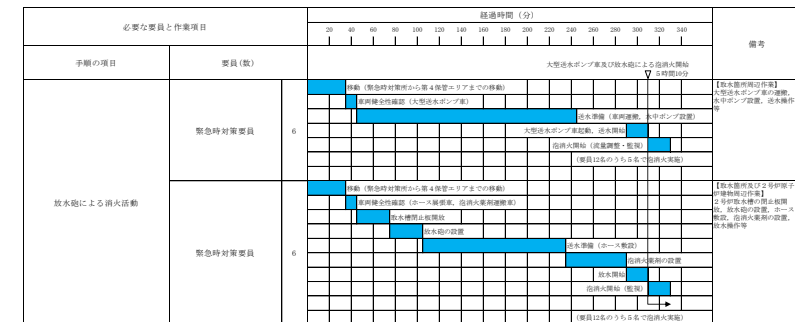 必要な要員と作業項目
経過時間（分）
備考
20 40 60 80 100 120 140 160 180 200 220 240 260 280 300 320 340
手順の項目
要員(数)
大型送水ポンプ車及び放水砲による泡消火開始
5時間10分
放水砲による消火活動
緊急時対策要員
6
移動（緊急時対策所から第４保管エリアまでの移動）
車両健全性確認（大型送水ポンプ車）
送水準備（車両運搬，水中ポンプ設置）
大型送水ポンプ車起動，送水開始
泡消火開始（流量調整・監視）
（要員12名のうち５名で泡消火実施）
【取水箇所周辺作業】
大型送水ポンプ車の運搬，
水中ポンプ設置，送水操作
等
緊急時対策要員
6
移動（緊急時対策所から第４保管エリアまでの移動）
車両健全性確認（ホース展張車，泡消火薬剤運搬車）
取水槽閉止板開放
放水砲の設置
送水準備（ホース敷設）
泡消火薬剤の設置
放水開始
泡消火開始（監視）
（要員12名のうち５名で泡消火実施）
【取水箇所及び２号炉原子
炉建物周辺作業】
２号炉取水槽の閉止板開
放，放水砲の設置，ホース
敷設，泡消火薬剤の設置，
放水操作等